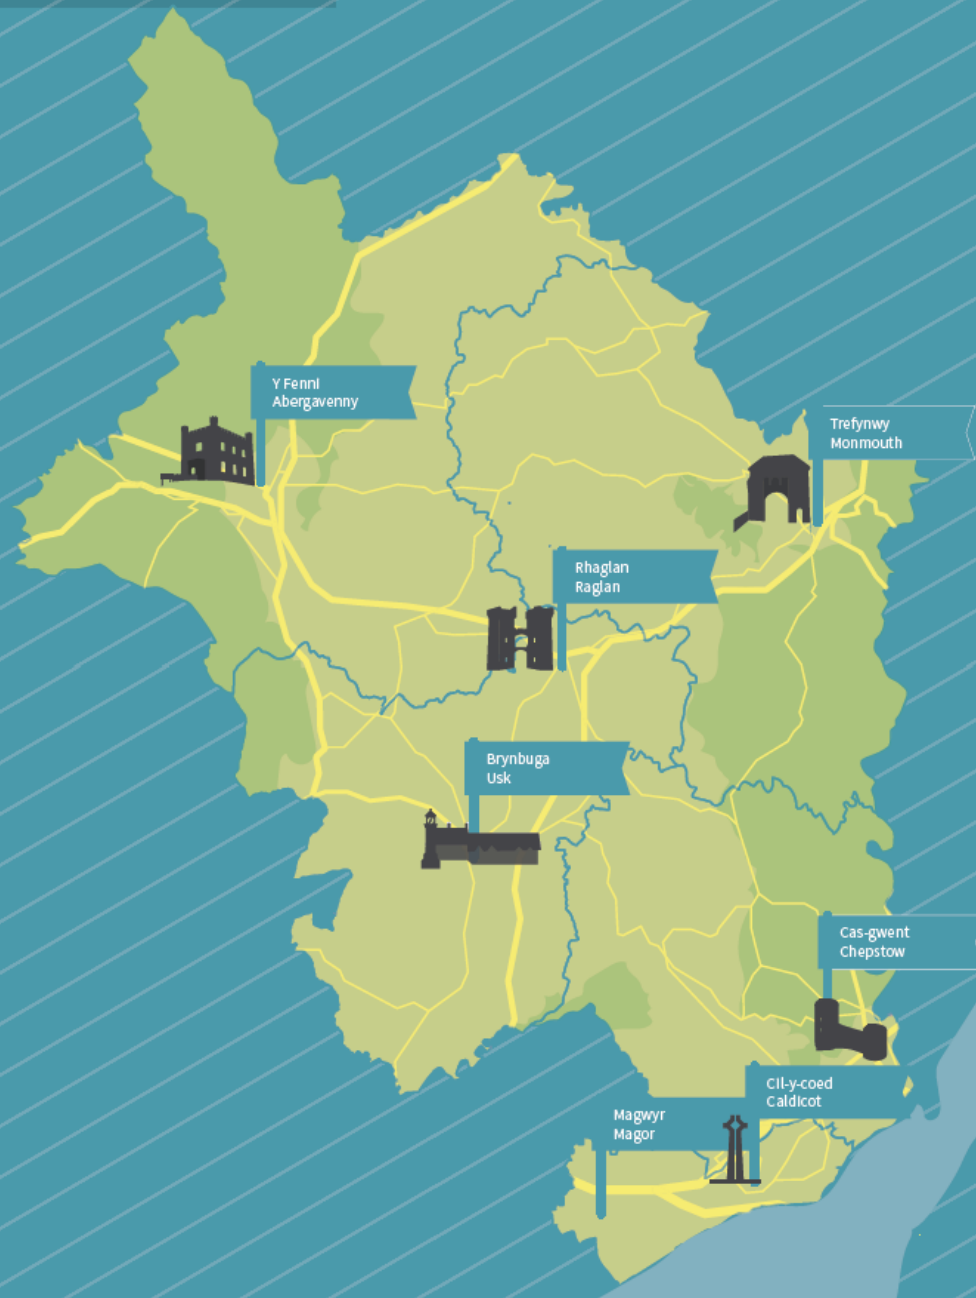 Y Fenni
Abergavenny
Trefynwy
Monmouth
Rhaglan
Raglan
Brynbuga
Usk
Cas-gwent
Chepstow
Cil-y-coed
Caldicot
Magwyr
Magor